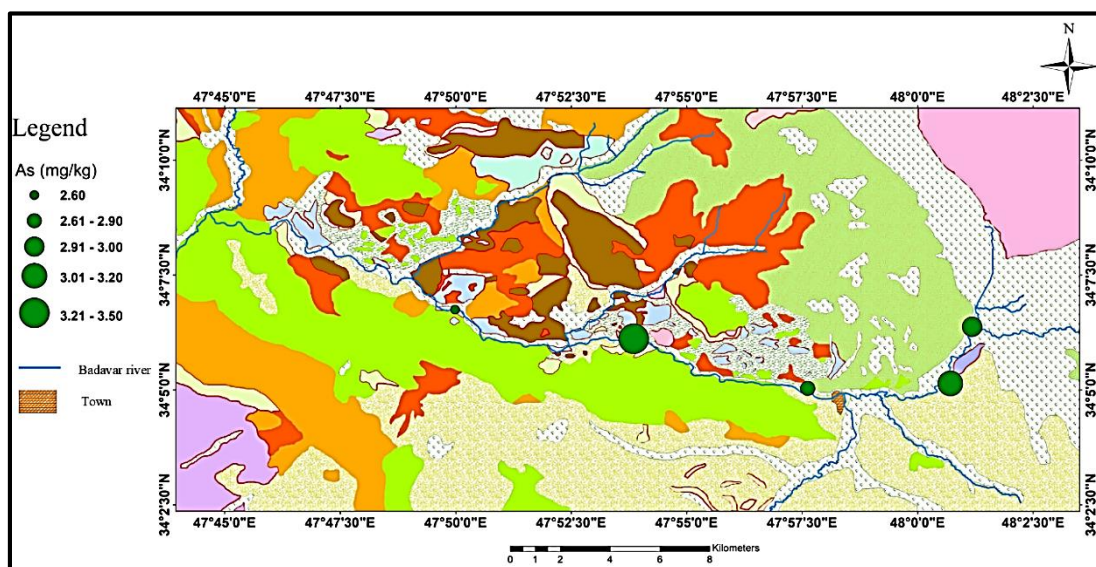 N
47°45'0"E 47°47'30"E 47°50'0"E 47°52'30"E 47°55'0"E 47°57'30"E 48°0'0"E 48°2'30"E
Legend
As (mg/kg)
2.60
2.61 - 2.90
2.91 - 3.00
3.01 - 3.20
3.21 - 3.50
Badavar river
Town
34°10'0"N
34°7'30"N
34°5'0"N
34°2'30"N
34°10'0"N
34°7'30"N
34°5'0"N
34°2'30"N
47°45'0"E 47°47'30"E 47°50'0"E 47°52'30"E 47°55'0"E 47°57'30"E 48°0'0"E 48°2'30"E
0 1 2 4 6 8 Kilometers